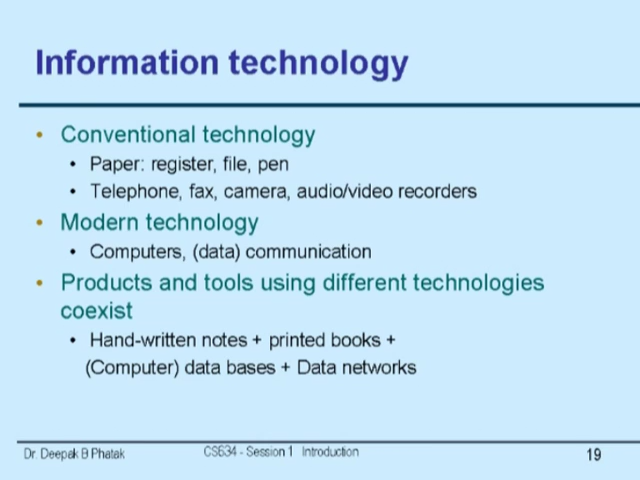 Information technology
• Conventional technology
• Paper: register, file, pen
• Telephone, fax, camera, audio/video recorders
• Modern technology
• Computers, (data) communication
• Products and tools using different technologies
coexist
• Hand-written notes + printed books +
(Computer) data bases + Data networks
Dr. Deepak B Phatak CS634 - Session 1 Introduction 19